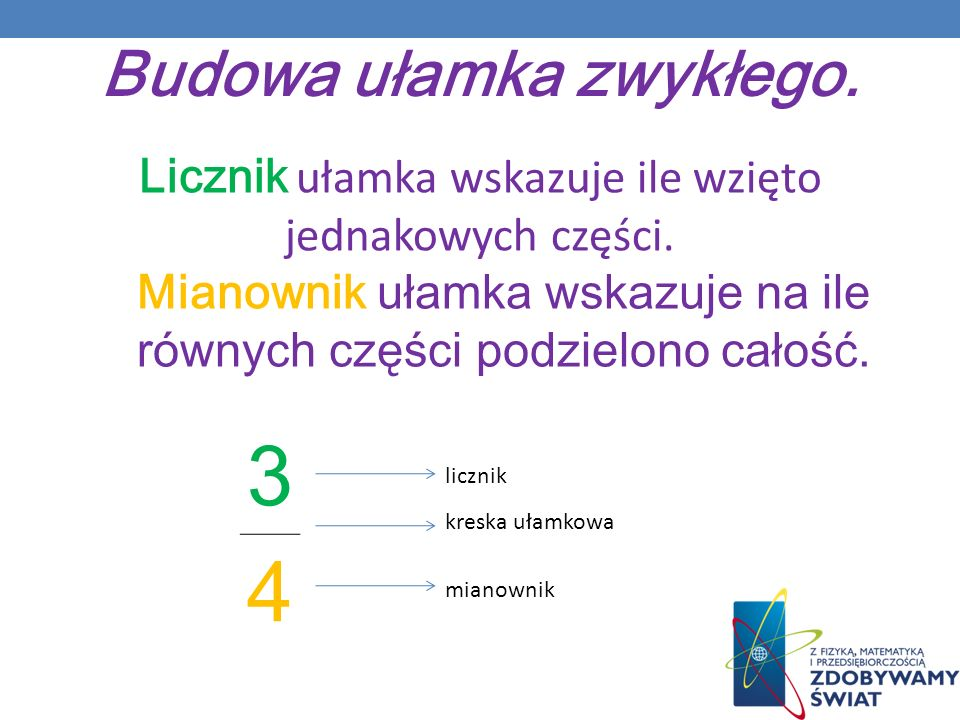 Budowa ułamka zwykłego.
Licznik ułamka wskazuje ile wzięto
jednakowych części.
Mianownik ułamka wskazuje na ile
równych części podzielono całość.
3
licznik
kreska ułamkowa
4
mianownik
Z FIZYKĄ, MATEMATYKĄ
I PRZEDSIĘBIORCZOŚCIĄ
ZDOBYWAMY
ŚWIAT